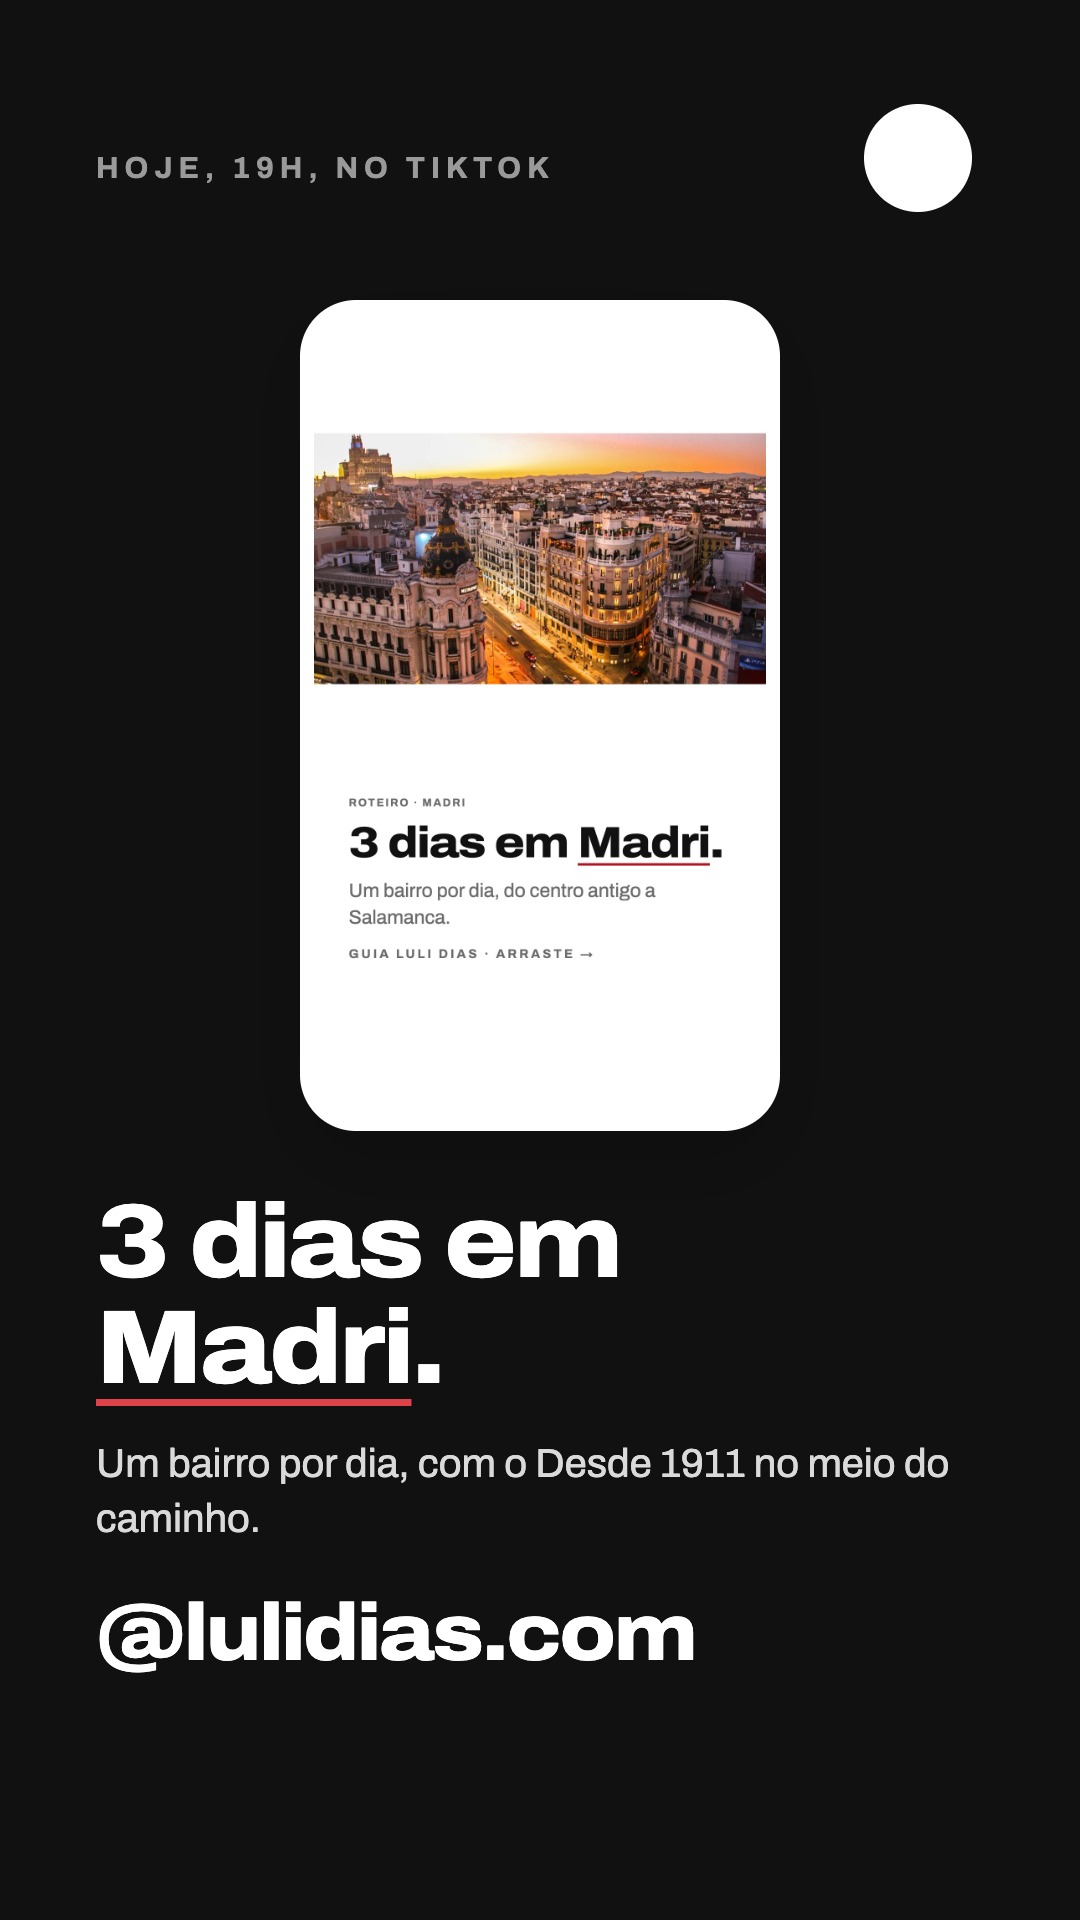 HOJE, 19H, NO TIKTOK
ROTEIRO · MADRI
3 dias em Madri.
Um bairro por dia, do centro antigo a
Salamanca.
GUIA LULI DIAS · ARRASTE →
3 dias em
Madri.
Um bairro por dia, com o Desde 1911 no meio do
caminho.
@lulidias.com